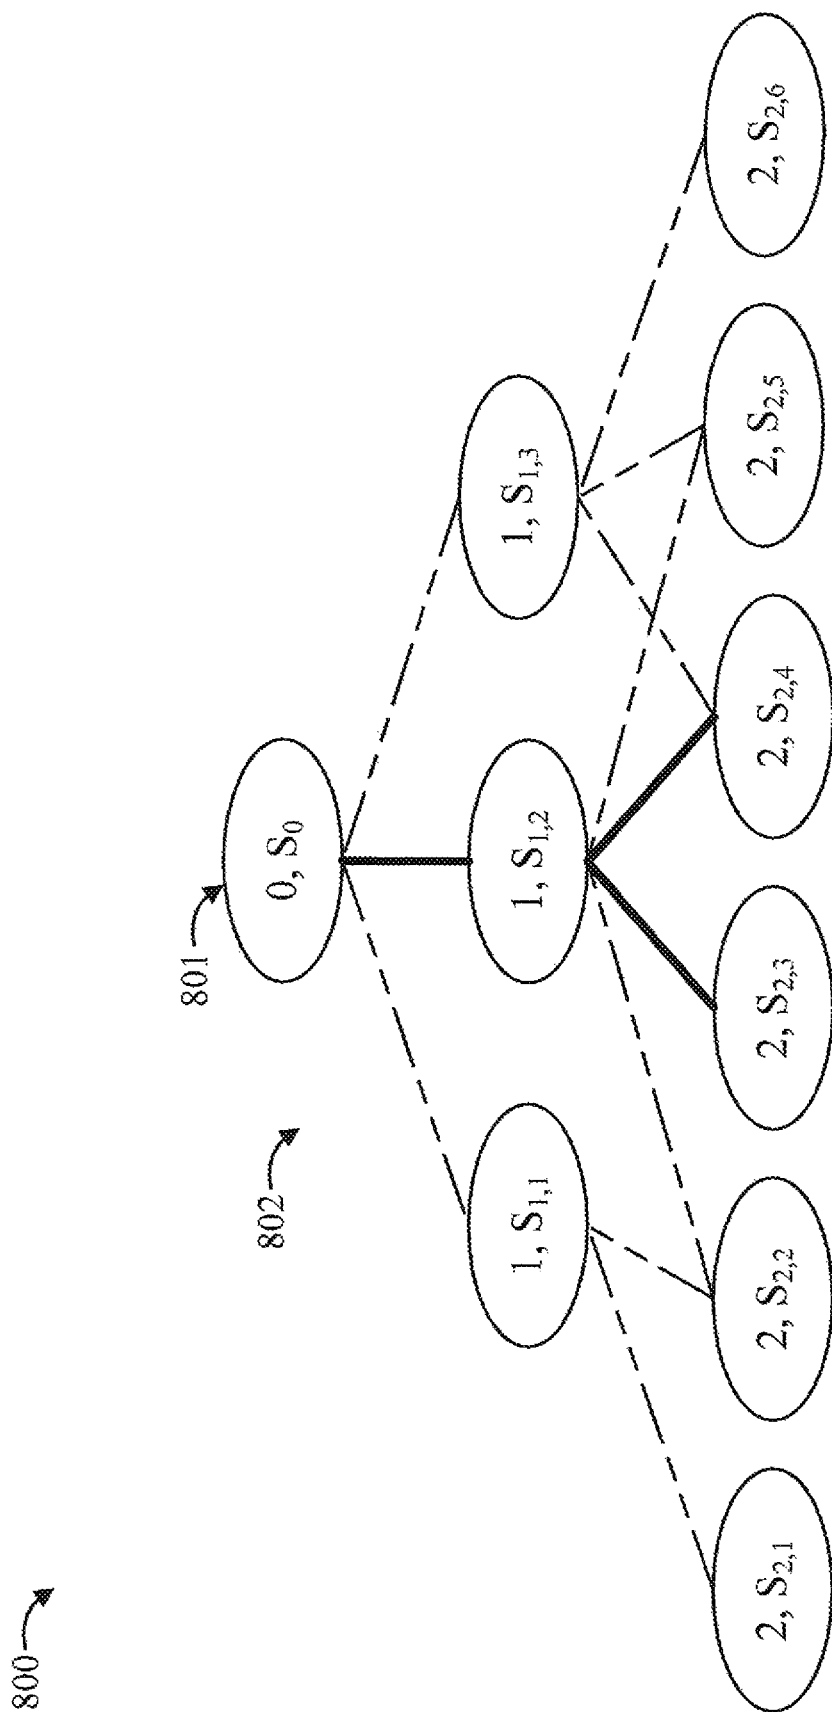 800
801
802
0, S₀
1, S₁,₁
1, S₁,₂
1, S₁,₃
2, S₂,₁
2, S₂,₂
2, S₂,₃
2, S₂,₄
2, S₂,₅
2, S₂,₆